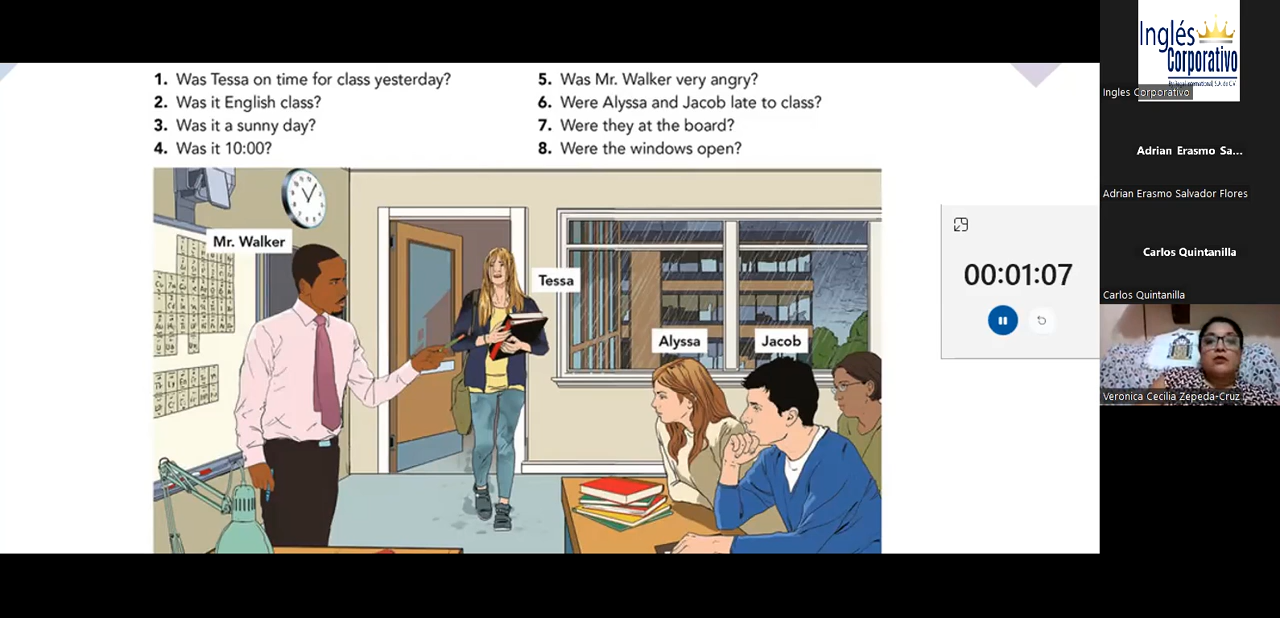 1. Was Tessa on time for class yesterday?
2. Was it English class?
3. Was it a sunny day?
4. Was it 10:00?
5. Was Mr. Walker very angry?
6. Were Alyssa and Jacob late to class?
7. Were they at the board?
8. Were the windows open?
Mr. Walker
Tessa
Alyssa
Jacob
00:01:07
Inglés
Corporativo
Ingles Corporativo
Adrian Erasmo Sa...
Adrian Erasmo Salvador Flores
Carlos Quintanilla
Carlos Quintanilla
Veronica Cecilia Zepeda-Cruz